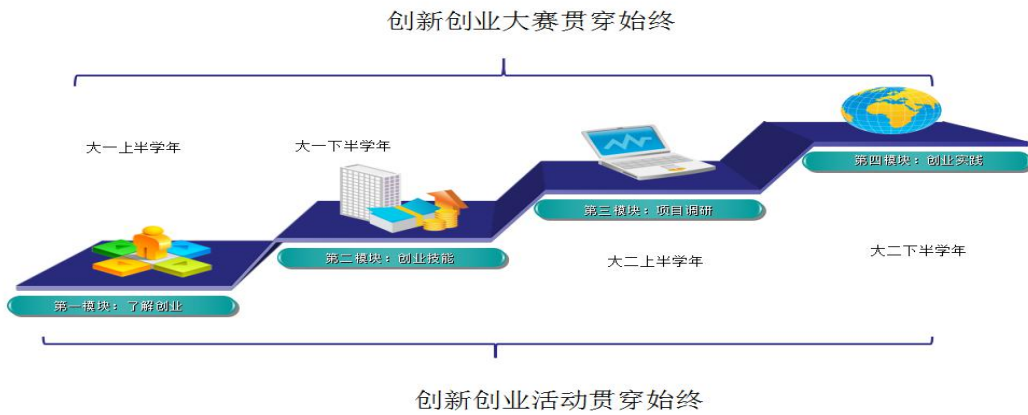 创新创业大赛贯穿始终
大一上半学年
大一下半学年
第四模块：创业实践
第三模块：项目调研
第二模块：创业技能
大二上半学年
大二下半学年
第一模块：了解创业
创新创业活动贯穿始终